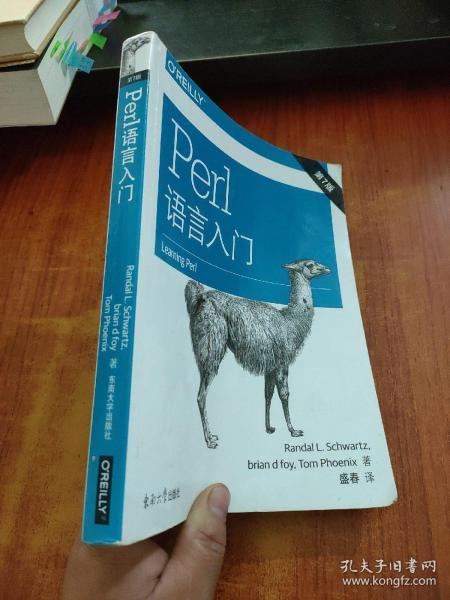 第7版
Perl语言入门
Randal L. Schwartz,
brian d foy,
Tom Phoenix 著
东南大学出版社
O'REILLY
O'REILLY
第7版
Perl
语言入门
Learning Perl
Randal L. Schwartz,
brian d foy, Tom Phoenix 著
盛春 译
东南大学出版社
孔夫子旧书网
www.kongfz.com